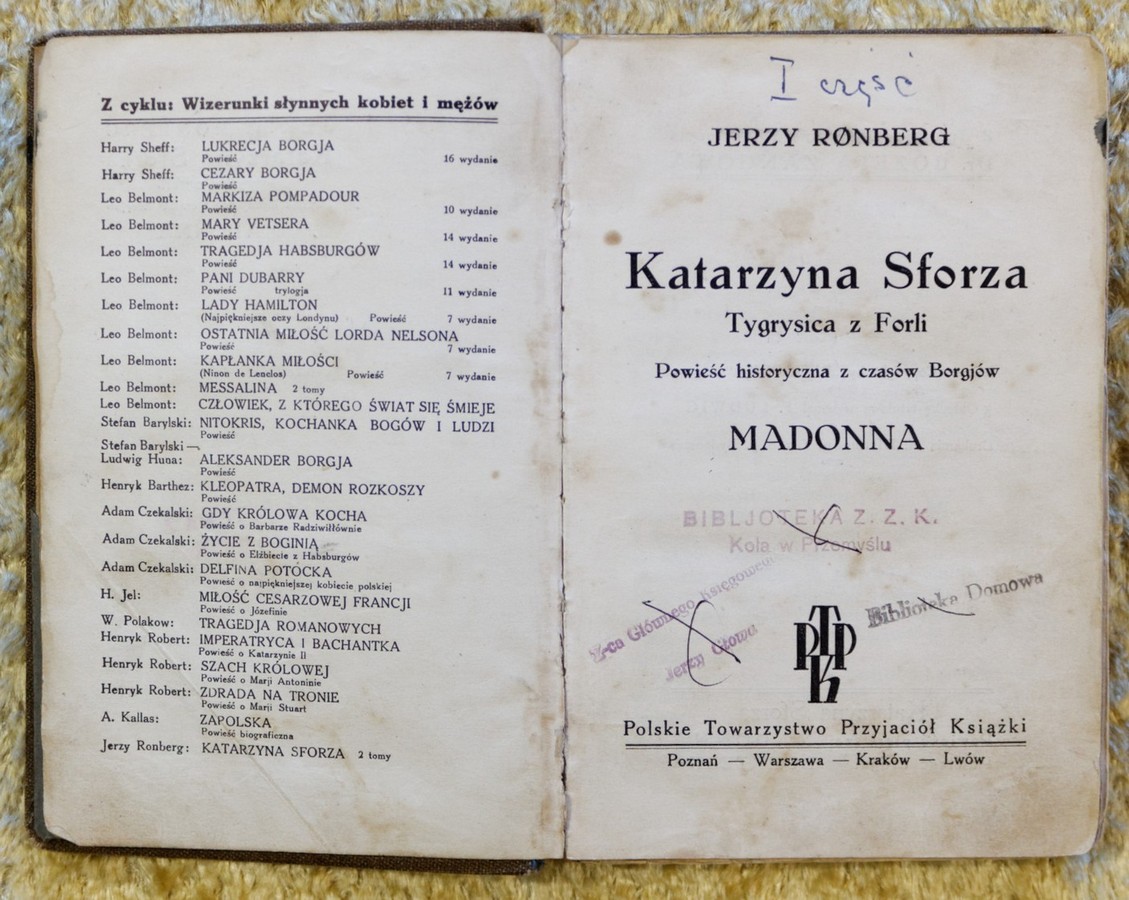 Z cyklu: Wizerunki słynnych kobiet i mężów
Harry Sheff: LUKRECJA BORGJA
Powieść 16 wydanie
Harry Sheff: CEZARY BORGJA
Powieść
Leo Belmont: MARKIZA POMPADOUR
Powieść 10 wydanie
Leo Belmont: MARY VETSERA
Powieść 14 wydanie
Leo Belmont: TRAGEDJA HABSBURGÓW
Powieść 14 wydanie
Leo Belmont: PANI DUBARRY
Powieść trylogja 11 wydanie
Leo Belmont: LADY HAMILTON
(Najpiękniejsze oczy Londynu) Powieść 7 wydanie
Leo Belmont: OSTATNIA MIŁOŚĆ LORDA NELSONA
Powieść 7 wydanie
Leo Belmont: KAPŁANKA MIŁOŚCI
(Ninon de Lenclos) Powieść 7 wydanie
Leo Belmont: MESSALINA 2 tomy
Leo Belmont: CZŁOWIEK, Z KTÓREGO ŚWIAT SIĘ ŚMIEJE
Stefan Barylski: NITOKRIS, KOCHANKA BOGÓW I LUDZI
Powieść
Stefan Barylski —
Ludwig Huna: ALEKSANDER BORGJA
Powieść
Henryk Barthez: KLEOPATRA, DEMON ROZKOSZY
Powieść
Adam Czekalski: GDY KRÓLOWA KOCHA
Powieść o Barbarze Radziwiłłównie
Adam Czekalski: ŻYCIE Z BOGINIĄ
Powieść o Elżbiecie z Habsburgów
Adam Czekalski: DELFINA POTOCKA
Powieść o najpiękniejszej kobiecie polskiej
H. Jel: MIŁOŚĆ CESARZOWEJ FRANCJI
Powieść o Józefinie
W. Polakow: TRAGEDJA ROMANOWYCH
Henryk Robert: IMPERATRYCA I BACHANTKA
Powieść o Katarzynie II
Henryk Robert: SZACH KRÓLOWEJ
Powieść o Marji Antoninie
Henryk Robert: ZDRADA NA TRONIE
Powieść o Marii Stuart
A. Kallas: ZAPOLSKA
Powieść biograficzna
Jerzy Ronberg: KATARZYNA SFORZA 2 tomy
I część
JERZY RØNBERG
Katarzyna Sforza
Tygrysica z Forli
Powieść historyczna z czasów Borgjów
MADONNA
BIBLJOTEKA Z. Z. K.
Koła w Przemyślu
Z-ca Głównego Księgowego
Jerzy Głowa
Biblioteka Domowa
PTPK
Polskie Towarzystwo Przyjaciół Książki
Poznań — Warszawa — Kraków — Lwów